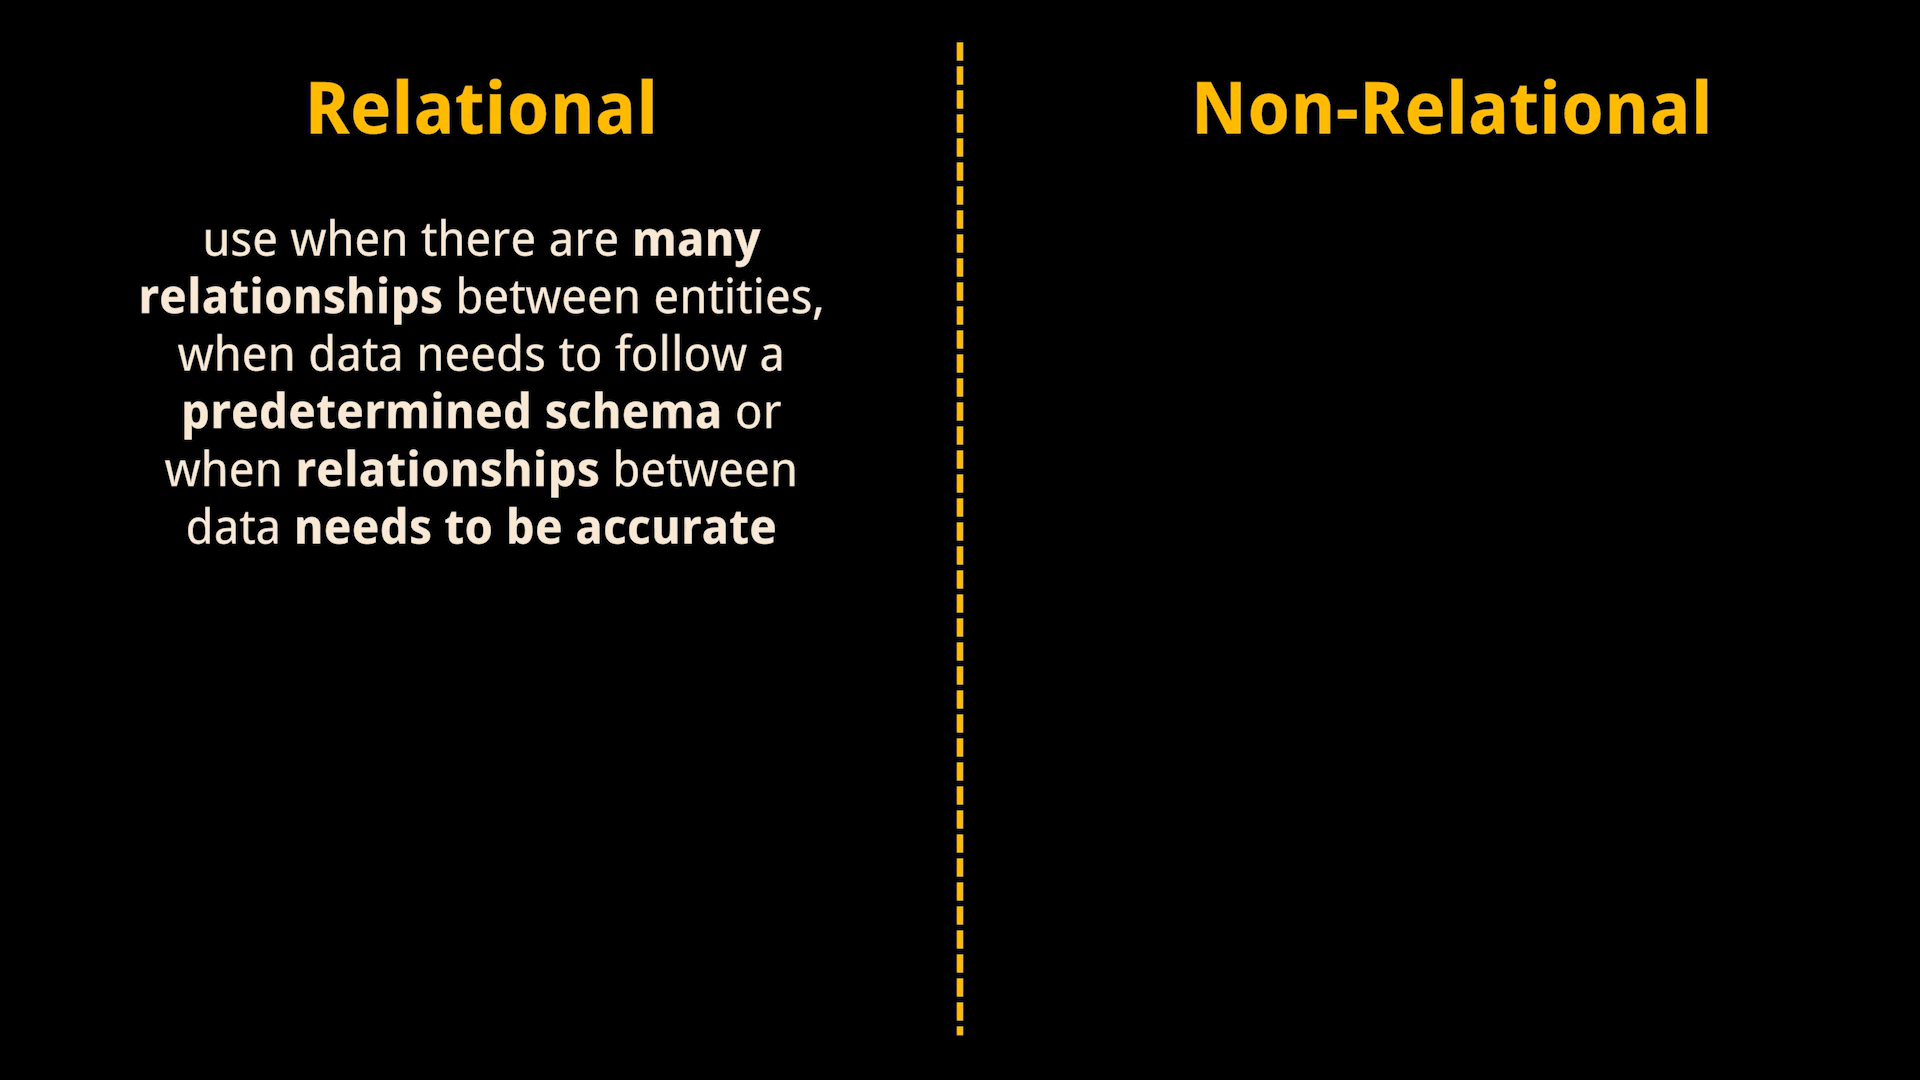 Relational
use when there are many
relationships between entities,
when data needs to follow a
predetermined schema or
when relationships between
data needs to be accurate
Non-Relational